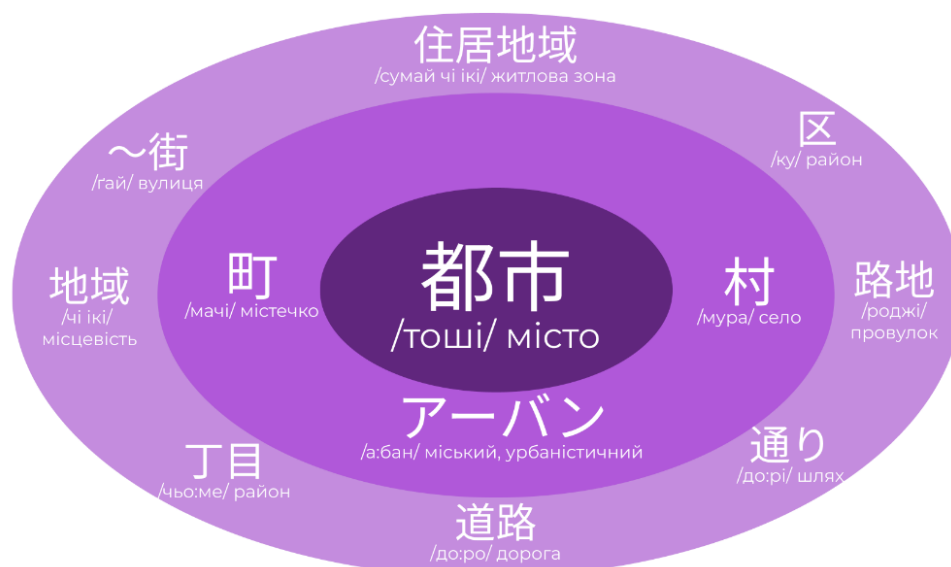 住居地域
/сумай чі ікі/ житлова зона
～街
/ґай/ вулиця
区
/ку/ район
町
/мачі/ містечко
都市
/тоші/ місто
村
/мура/ село
地域
/чі ікі/
місцевість
路地
/роджі/
провулок
アーバン
/а:бан/ міський, урбаністичний
丁目
/чьо:ме/ район
通り
/до:рі/ шлях
道路
/до:ро/ дорога